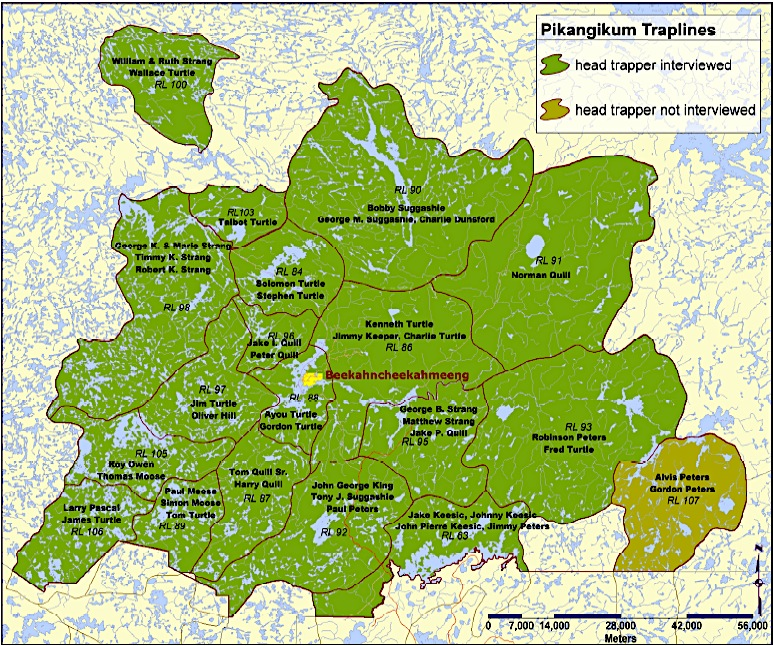 Pikangikum Traplines
head trapper interviewed
head trapper not interviewed
William & Ruth Strang
Wallace Turtle
RL 100
RL 90
Bobby Suggashie
George M. Suggashie, Charlie Dunsford
RL103
Talbot Turtle
George K. & Marie Strang
Timmy K. Strang
Robert K. Strang
RL 98
RL 84
Solomon Turtle
Stephen Turtle
RL 91
Norman Quill
RL 96
Jake I. Quill
Peter Quill
Kenneth Turtle
Jimmy Keeper, Charlie Turtle
RL 86
Beekahncheekahmeeng
RL 88
Ayou Turtle
Gordon Turtle
RL 97
Jim Turtle
Oliver Hill
George B. Strang
Matthew Strang
Jake P. Quill
RL 95
RL 93
Robinson Peters
Fred Turtle
RL 105
Roy Owen
Thomas Moose
Tom Quill Sr.
Harry Quill
RL 87
John George King
Tony J. Suggashie
Paul Peters
RL 92
Alvis Peters
Gordon Peters
RL 107
Larry Pascal
James Turtle
RL 106
Paul Moose
Simon Moose
Tom Turtle
RL 89
Jake Keesic, Johnny Keesic
John Pierre Keesic, Jimmy Peters
RL 63
N
0 7,000 14,000 28,000 42,000 56,000
Meters